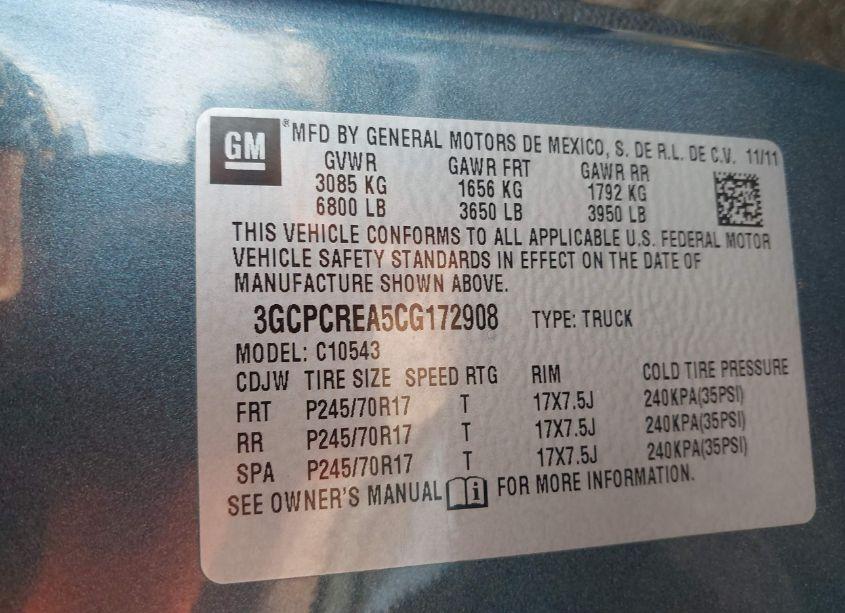 GM
®MFD BY GENERAL MOTORS DE MEXICO, S. DE R.L. DE C.V. 11/11
GVWR GAWR FRT GAWR RR
3085 KG 1656 KG 1792 KG
6800 LB 3650 LB 3950 LB
THIS VEHICLE CONFORMS TO ALL APPLICABLE U.S. FEDERAL MOTOR
VEHICLE SAFETY STANDARDS IN EFFECT ON THE DATE OF
MANUFACTURE SHOWN ABOVE.
3GCPCREA5CG172908 TYPE: TRUCK
MODEL: C10543
CDJW TIRE SIZE SPEED RTG RIM COLD TIRE PRESSURE
FRT P245/70R17 T 17X7.5J 240KPA(35PSI)
RR P245/70R17 T 17X7.5J 240KPA(35PSI)
SPA P245/70R17 T 17X7.5J 240KPA(35PSI)
SEE OWNER'S MANUAL i FOR MORE INFORMATION.